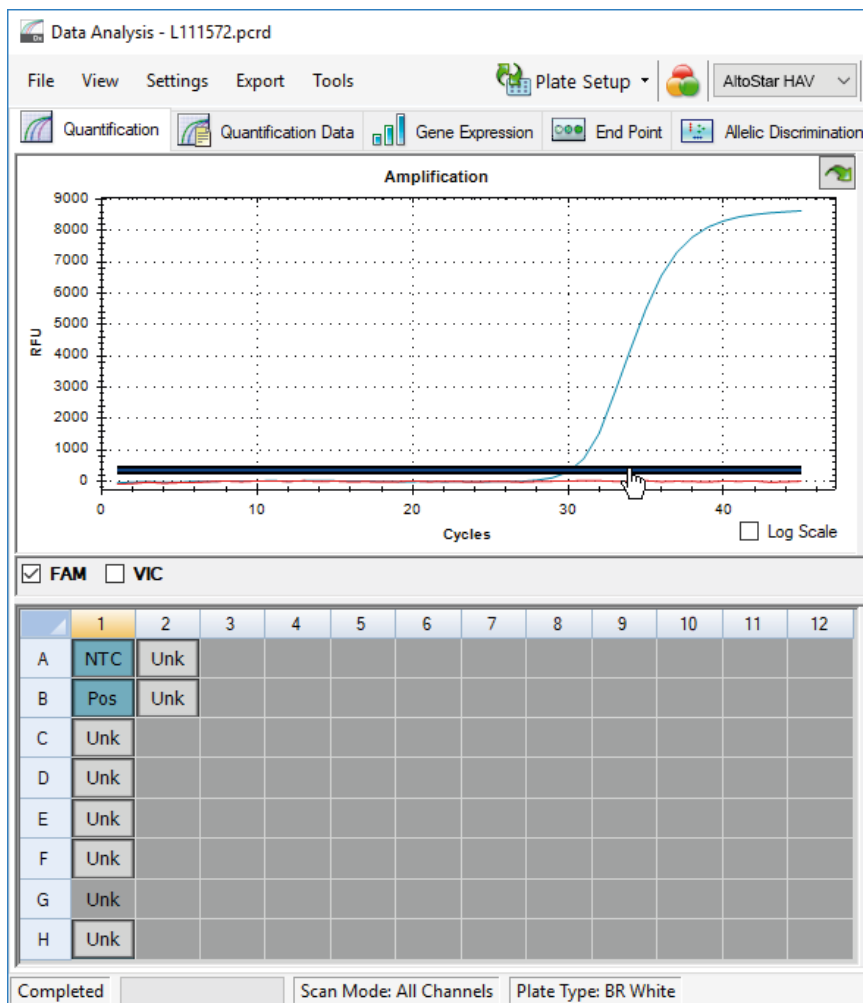 Data Analysis - L111572.pcrd
File View Settings Export Tools Plate Setup AltoStar HAV
Quantification Quantification Data Gene Expression End Point Allelic Discrimination
Amplification
9000
8000
7000
6000
5000
4000
3000
2000
1000
0
RFU
0 10 20 30 40
Cycles
Log Scale
FAM VIC
1 2 3 4 5 6 7 8 9 10 11 12
A NTC Unk
B Pos Unk
C Unk
D Unk
E Unk
F Unk
G Unk
H Unk
Completed Scan Mode: All Channels Plate Type: BR White